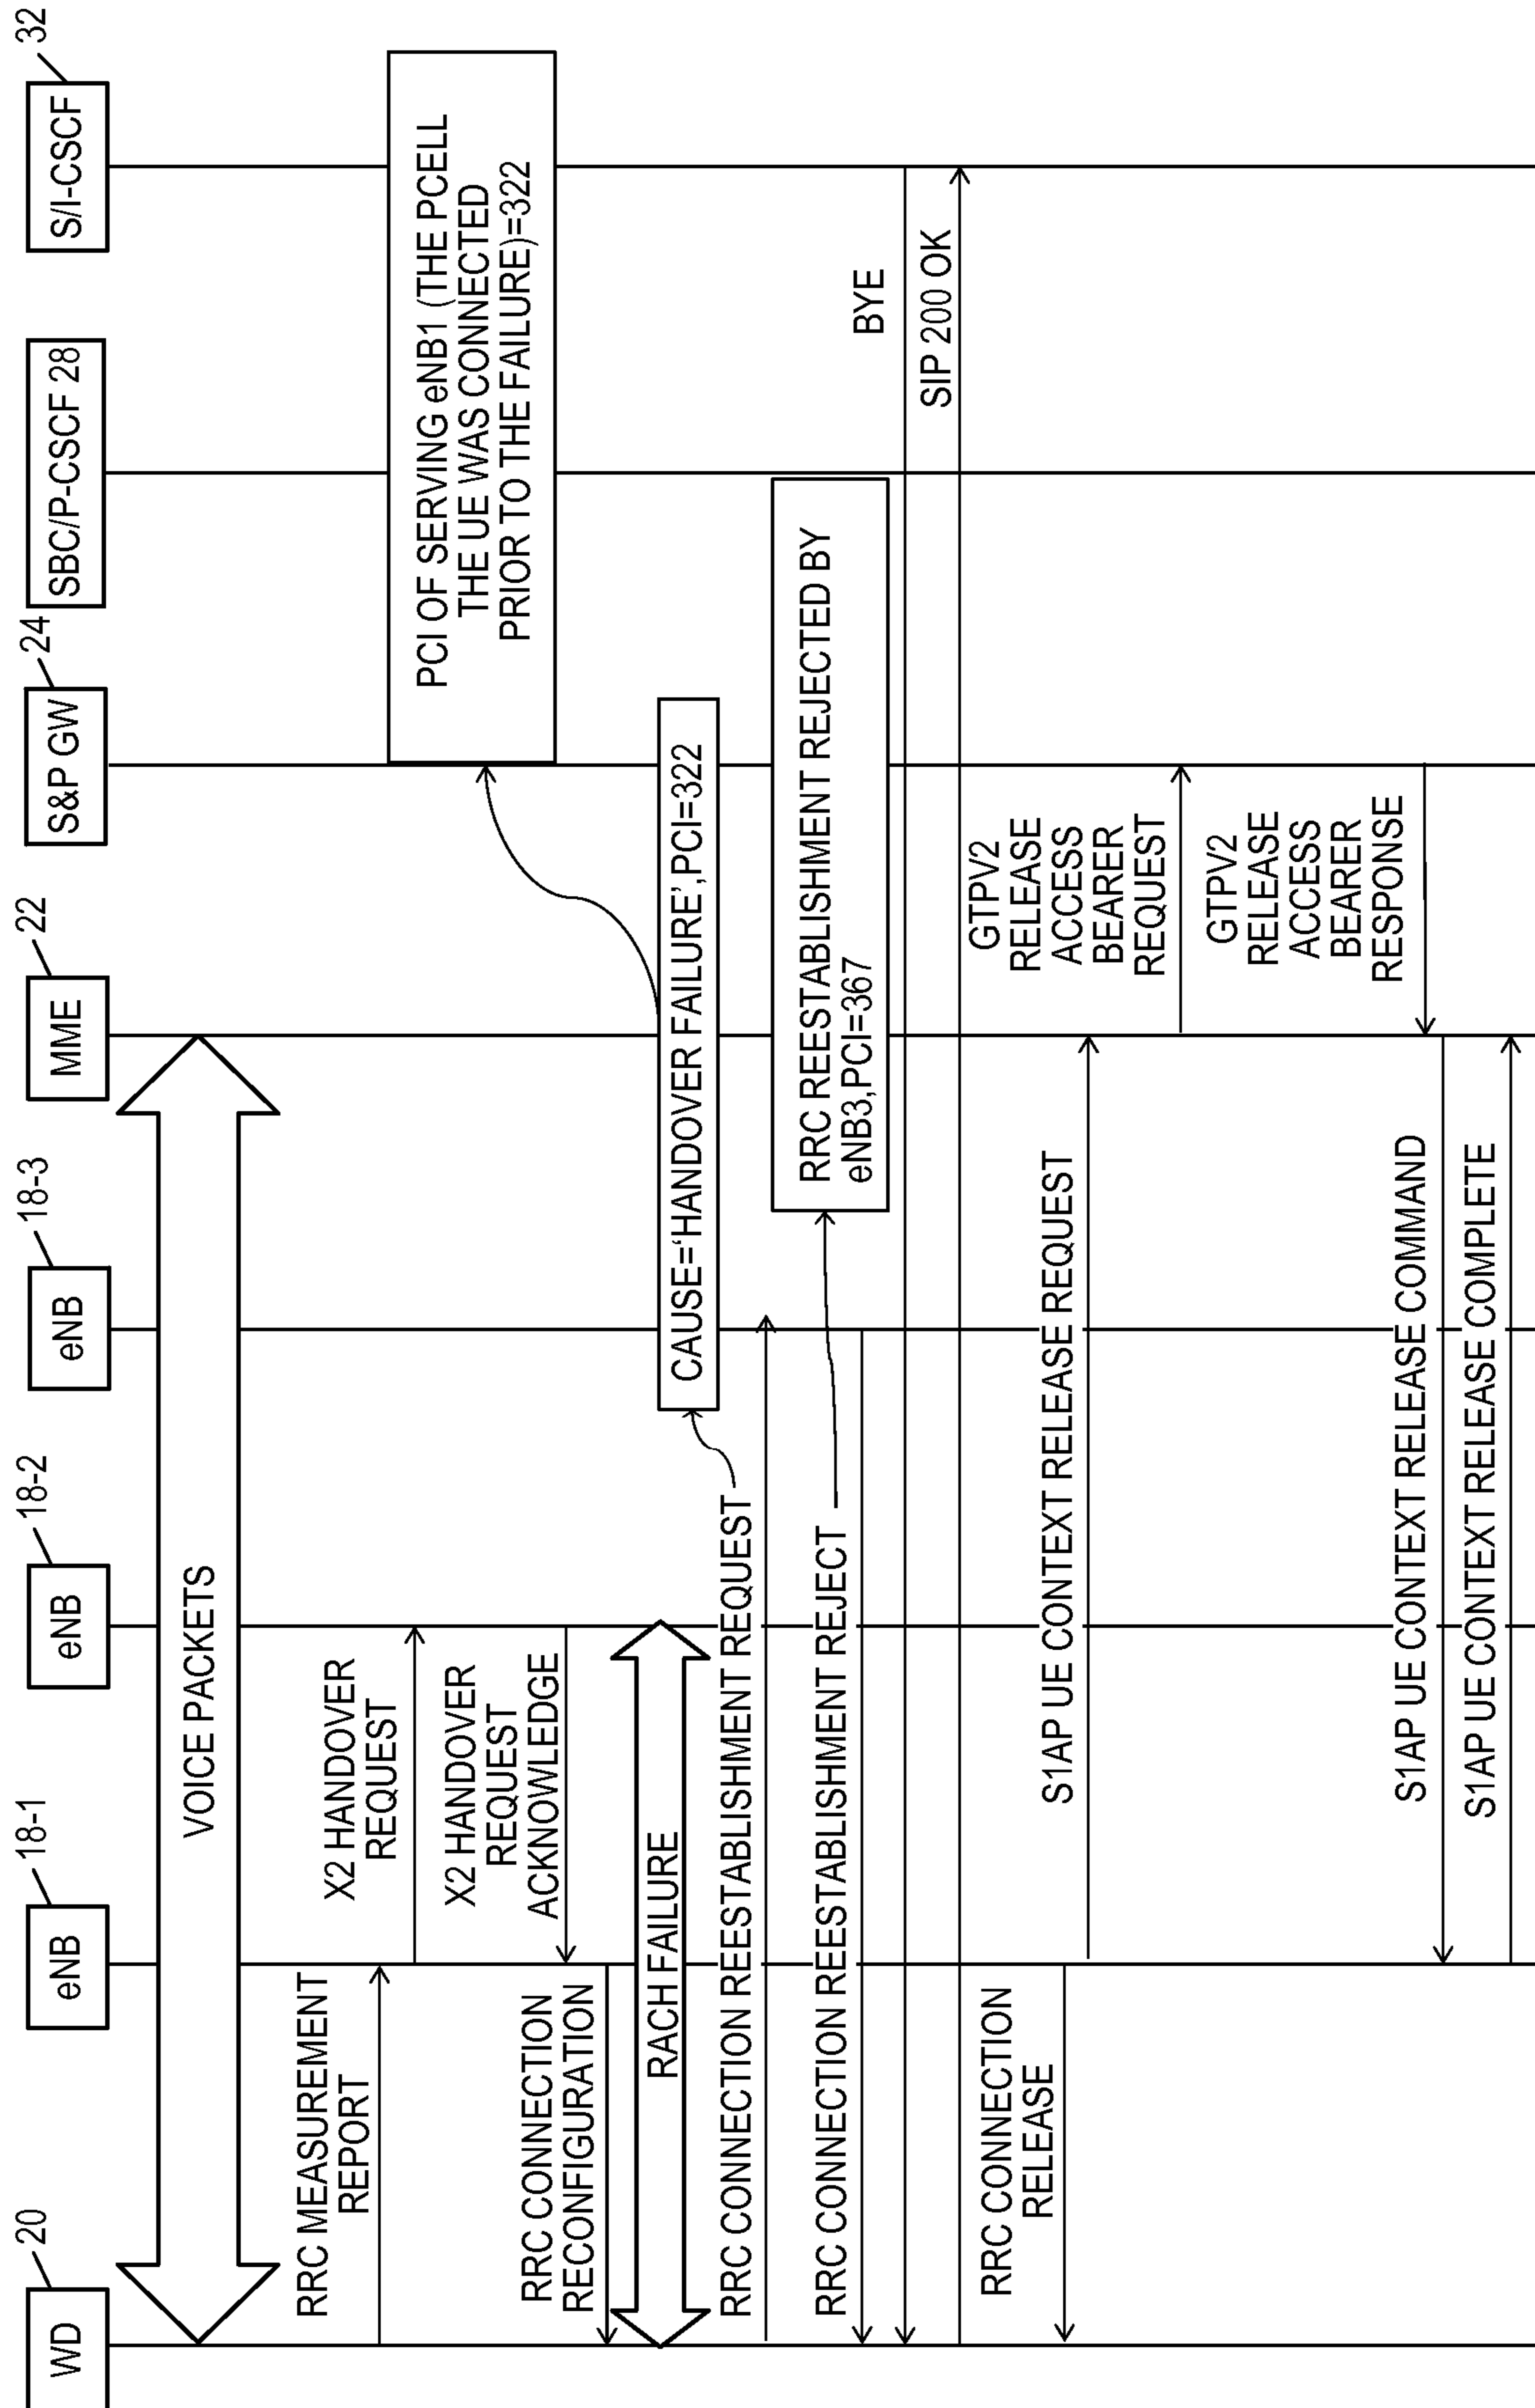 WD
20
eNB
18-1
eNB
18-2
eNB
18-3
MME
22
S&P GW
24
SBC/P-CSCF 28
S/I-CSCF
32
VOICE PACKETS
RRC MEASUREMENT
REPORT
X2 HANDOVER
REQUEST
X2 HANDOVER
REQUEST
ACKNOWLEDGE
PCI OF SERVING eNB1 (THE PCELL
THE UE WAS CONNECTED
PRIOR TO THE FAILURE)=322
RRC CONNECTION
RECONFIGURATION
RACH FAILURE
CAUSE='HANDOVER FAILURE',PCI=322
RRC CONNECTION REESTABLISHMENT REQUEST
RRC CONNECTION REESTABLISHMENT REJECT
RRC REESTABLISHMENT REJECTED BY
eNB3,PCI=367
BYE
SIP 200 OK
RRC CONNECTION
RELEASE
S1AP UE CONTEXT RELEASE REQUEST
GTPV2
RELEASE
ACCESS
BEARER
REQUEST
GTPV2
RELEASE
ACCESS
BEARER
RESPONSE
S1AP UE CONTEXT RELEASE COMMAND
S1AP UE CONTEXT RELEASE COMPLETE